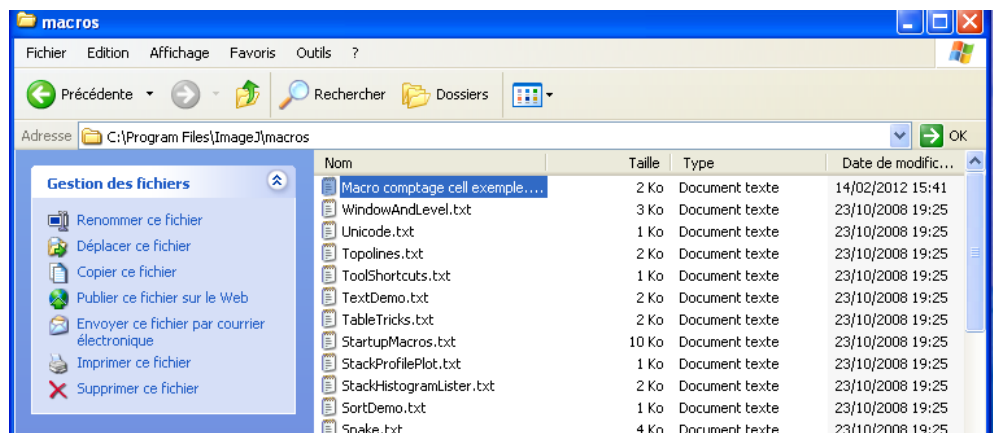 macros
Fichier Edition Affichage Favoris Outils ?
Précédente Rechercher Dossiers
Adresse C:\Program Files\ImageJ\macros OK
Gestion des fichiers
Renommer ce fichier
Déplacer ce fichier
Copier ce fichier
Publier ce fichier sur le Web
Envoyer ce fichier par courrier
électronique
Imprimer ce fichier
Supprimer ce fichier
Nom Taille Type Date de modific...
Macro comptage cell exemple.... 2 Ko Document texte 14/02/2012 15:41
WindowAndLevel.txt 3 Ko Document texte 23/10/2008 19:25
Unicode.txt 1 Ko Document texte 23/10/2008 19:25
Topolines.txt 2 Ko Document texte 23/10/2008 19:25
ToolShortcuts.txt 1 Ko Document texte 23/10/2008 19:25
TextDemo.txt 2 Ko Document texte 23/10/2008 19:25
TableTricks.txt 2 Ko Document texte 23/10/2008 19:25
StartupMacros.txt 10 Ko Document texte 23/10/2008 19:25
StackProfilePlot.txt 1 Ko Document texte 23/10/2008 19:25
StackHistogramLister.txt 2 Ko Document texte 23/10/2008 19:25
SortDemo.txt 1 Ko Document texte 23/10/2008 19:25
Snake.txt 4 Ko Document texte 23/10/2008 19:25